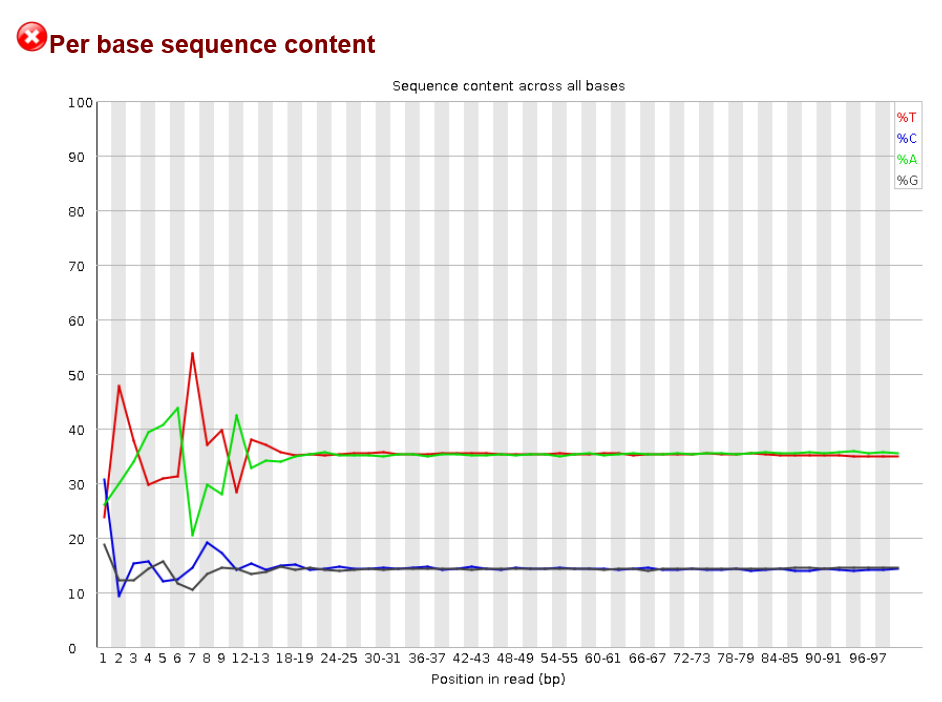 Per base sequence content
Sequence content across all bases
%T
%C
%A
%G
100
90
80
70
60
50
40
30
20
10
0
1 2 3 4 5 6 7 8 9 12-13 18-19 24-25 30-31 36-37 42-43 48-49 54-55 60-61 66-67 72-73 78-79 84-85 90-91 96-97
Position in read (bp)